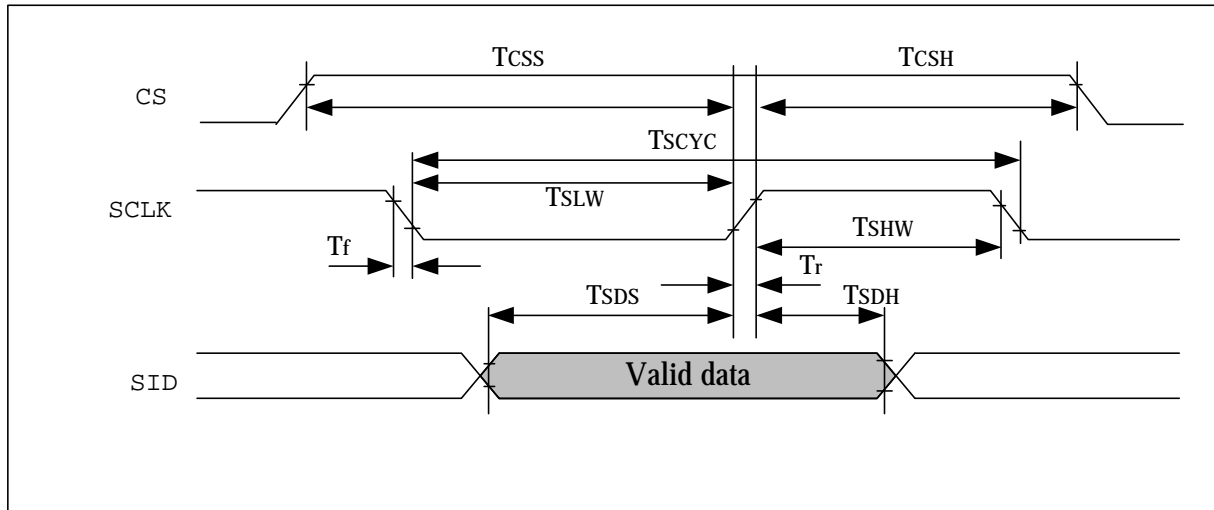 TCSS
TCSH
CS
TSCYC
TSLW
SCLK
TSHW
Tf
Tr
TSDS
TSDH
SID
Valid data